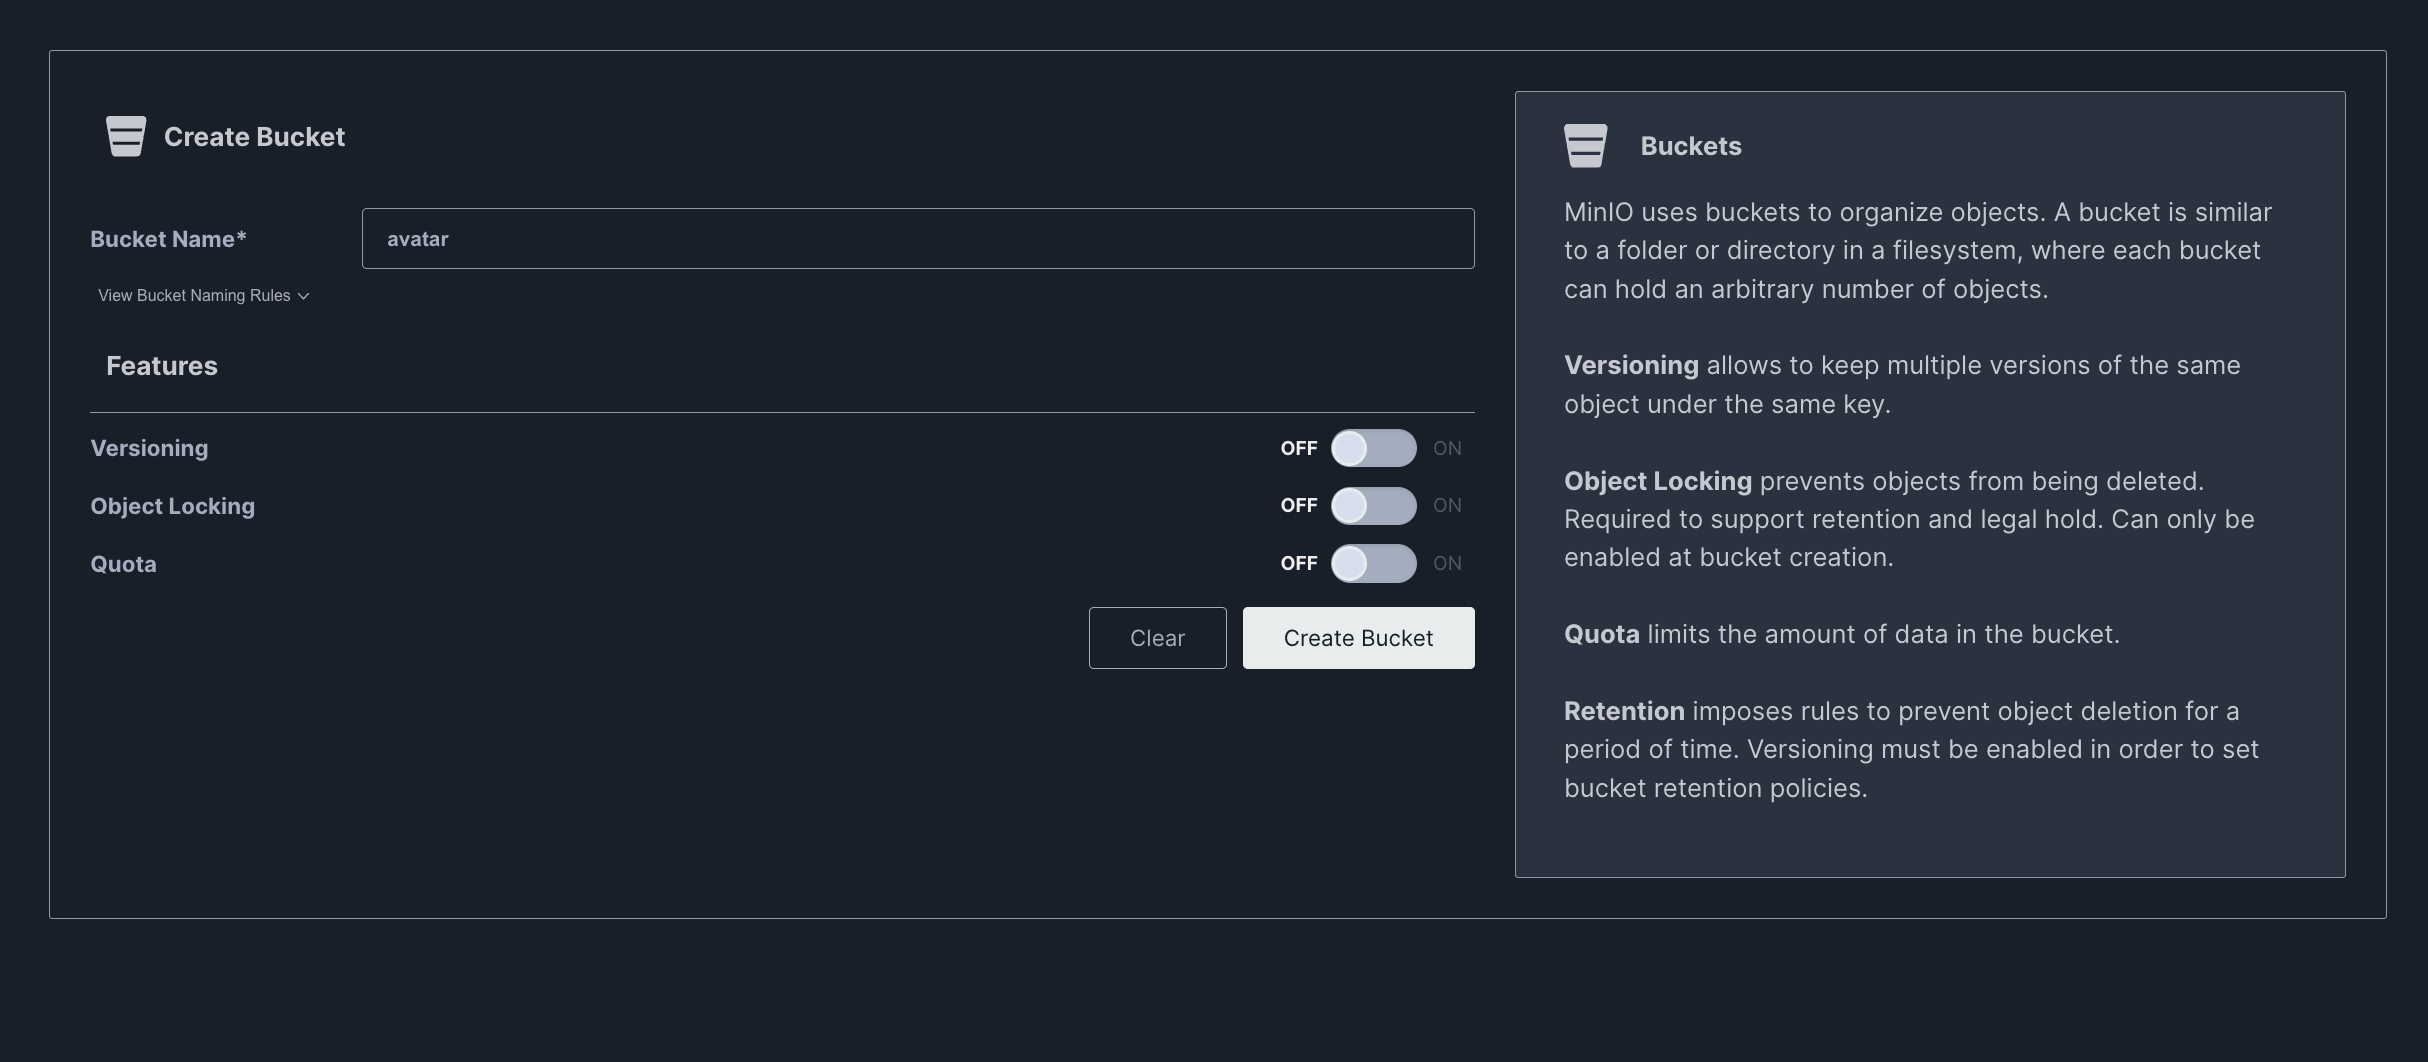 Create Bucket
Bucket Name*
avatar
View Bucket Naming Rules
Features
Versioning
OFF
ON
Object Locking
OFF
ON
Quota
OFF
ON
Clear
Create Bucket
Buckets
MinIO uses buckets to organize objects. A bucket is similar
to a folder or directory in a filesystem, where each bucket
can hold an arbitrary number of objects.
Versioning allows to keep multiple versions of the same
object under the same key.
Object Locking prevents objects from being deleted.
Required to support retention and legal hold. Can only be
enabled at bucket creation.
Quota limits the amount of data in the bucket.
Retention imposes rules to prevent object deletion for a
period of time. Versioning must be enabled in order to set
bucket retention policies.